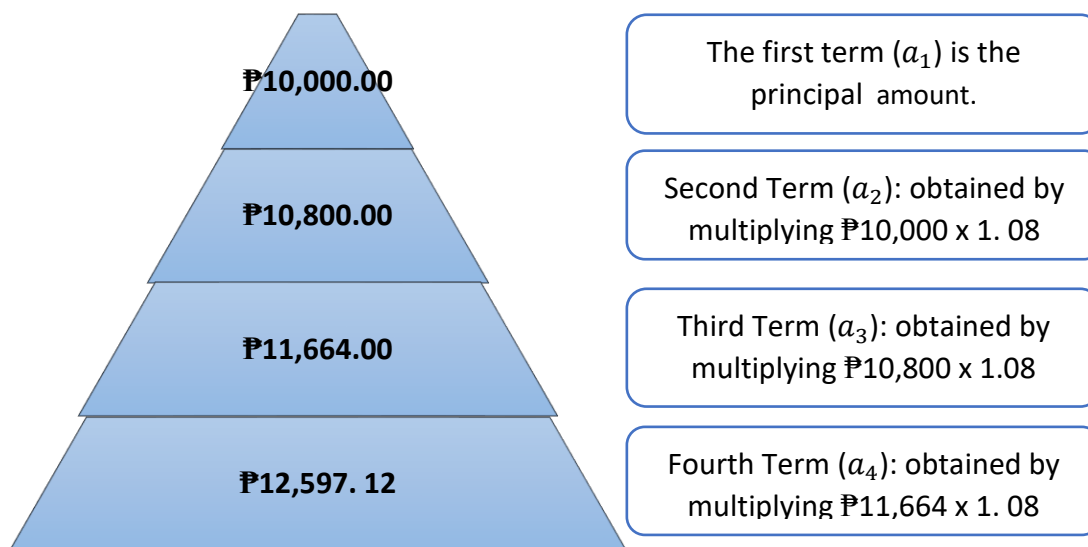 ₱10,000.00
The first term (𝑎₁) is the
principal amount.
₱10,800.00
Second Term (𝑎₂): obtained by
multiplying ₱10,000 x 1. 08
₱11,664.00
Third Term (𝑎₃): obtained by
multiplying ₱10,800 x 1.08
₱12,597. 12
Fourth Term (𝑎₄): obtained by
multiplying ₱11,664 x 1. 08